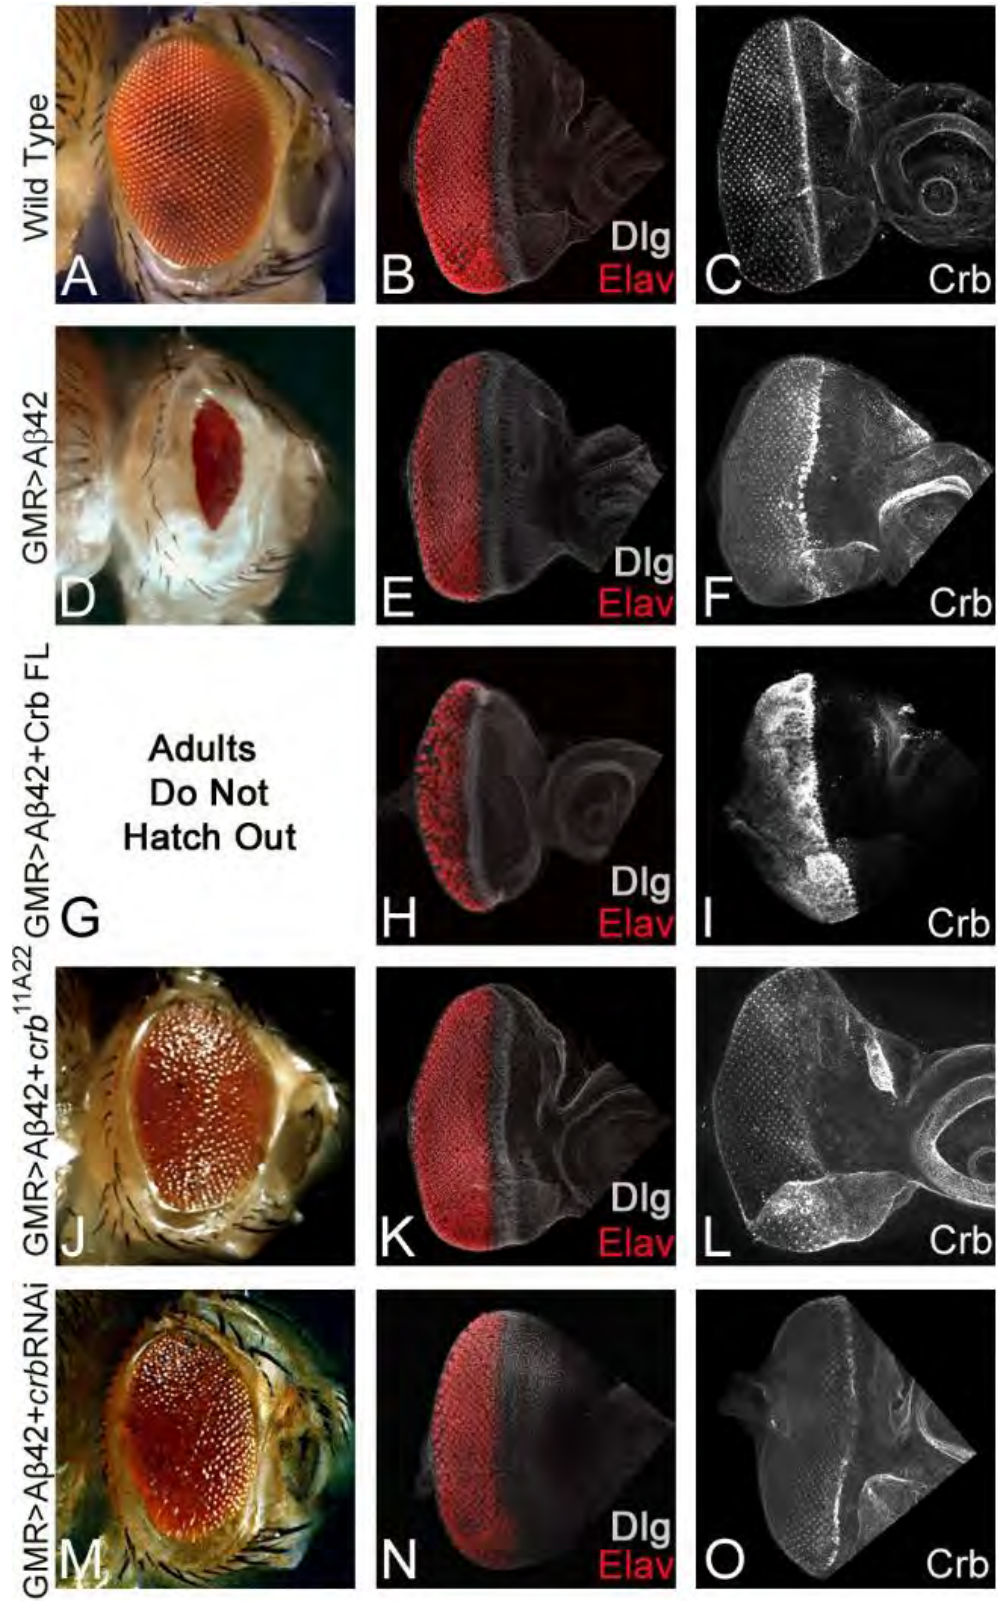 Wild Type
A
B
Dlg
Elav
C
Crb
GMR>Aβ42
D
E
Dlg
Elav
F
Crb
GMR>Aβ42+Crb FL
Adults
Do Not
Hatch Out
G
H
Dlg
Elav
I
Crb
GMR>Aβ42+crb¹¹ᴬ²²
J
K
Dlg
Elav
L
Crb
GMR>Aβ42+crbRNAi
M
N
Dlg
Elav
O
Crb